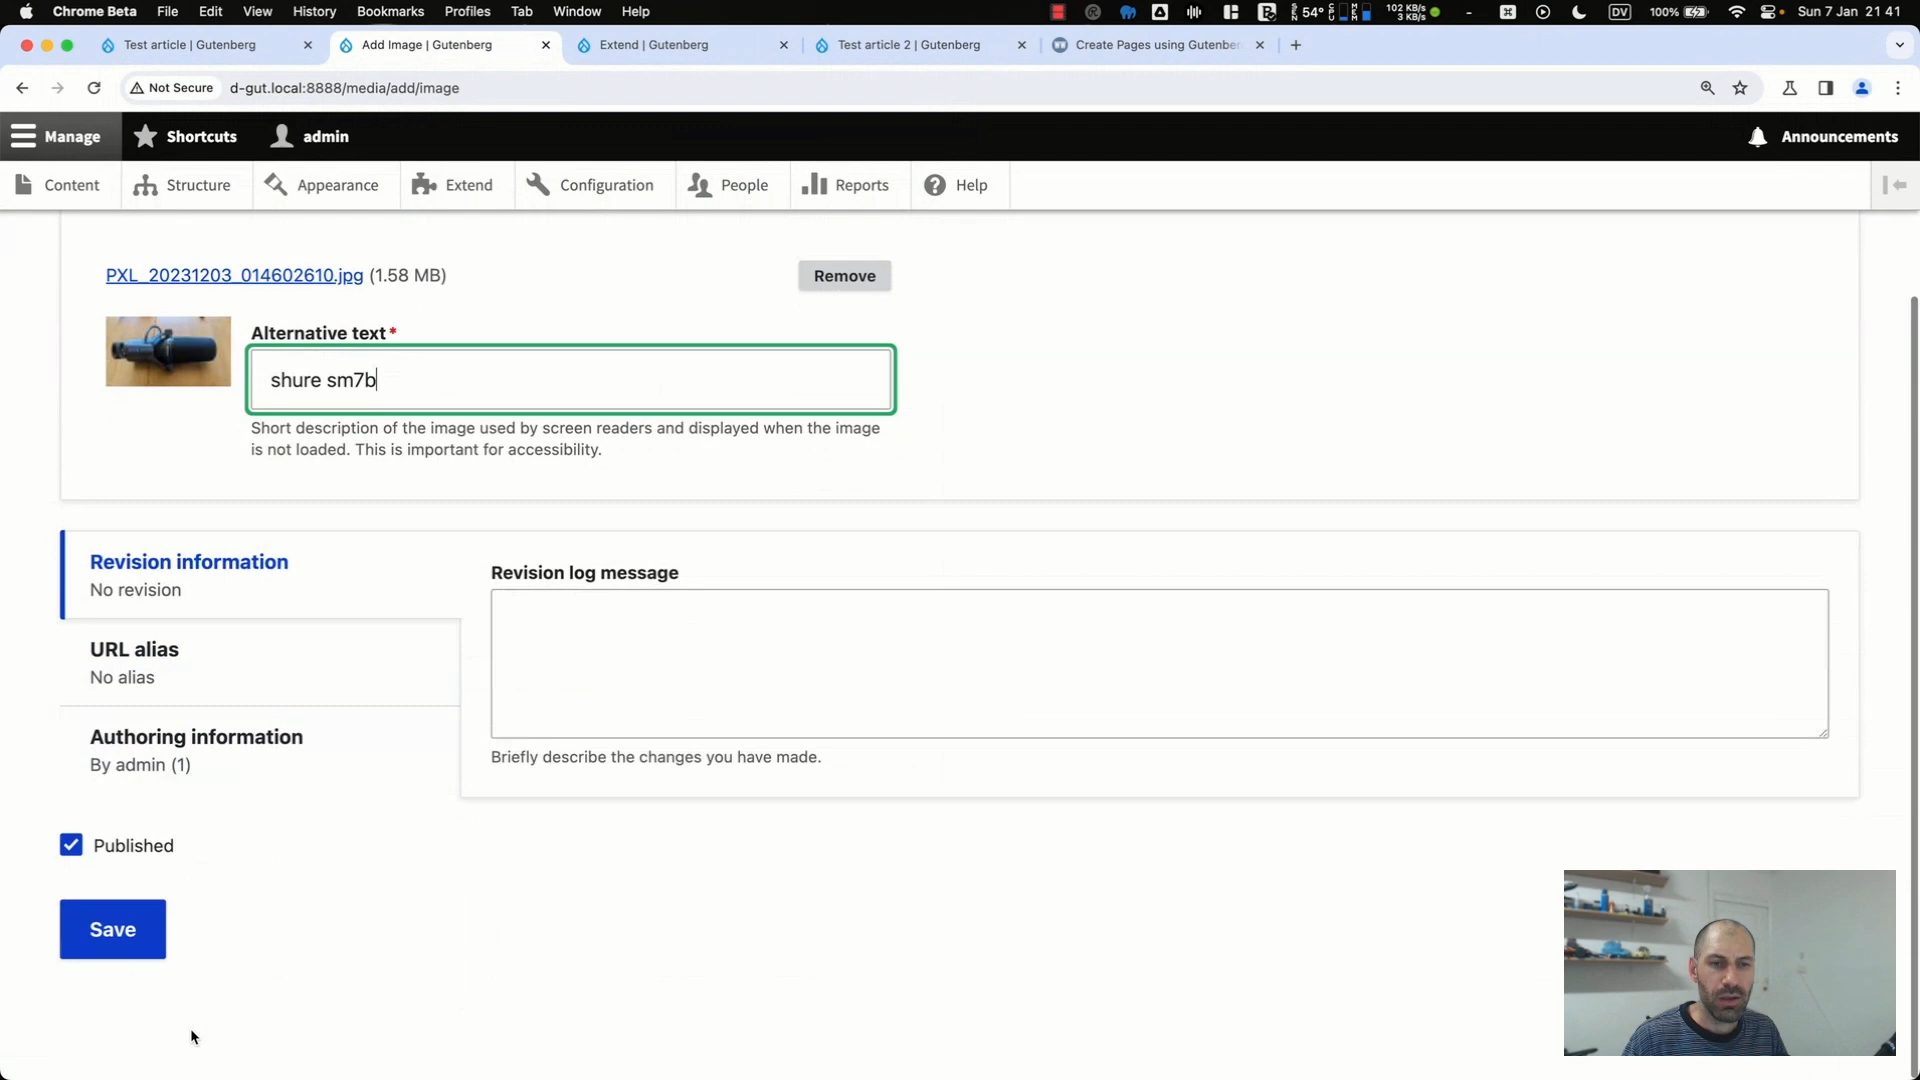 Chrome Beta File Edit View History Bookmarks Profiles Tab Window Help 54° 102 KB/s 3 KB/s DV 100% Sun 7 Jan 21 41
Test article | Gutenberg Add Image | Gutenberg Extend | Gutenberg Test article 2 | Gutenberg Create Pages using Gutenber
Not Secure d-gut.local:8888/media/add/image
Manage Shortcuts admin Announcements
Content Structure Appearance Extend Configuration People Reports Help
PXL_20231203_014602610.jpg (1.58 MB) Remove
Alternative text*
shure sm7b
Short description of the image used by screen readers and displayed when the image
is not loaded. This is important for accessibility.
Revision information
No revision
Revision log message
URL alias
No alias
Authoring information
By admin (1)
Briefly describe the changes you have made.
Published
Save